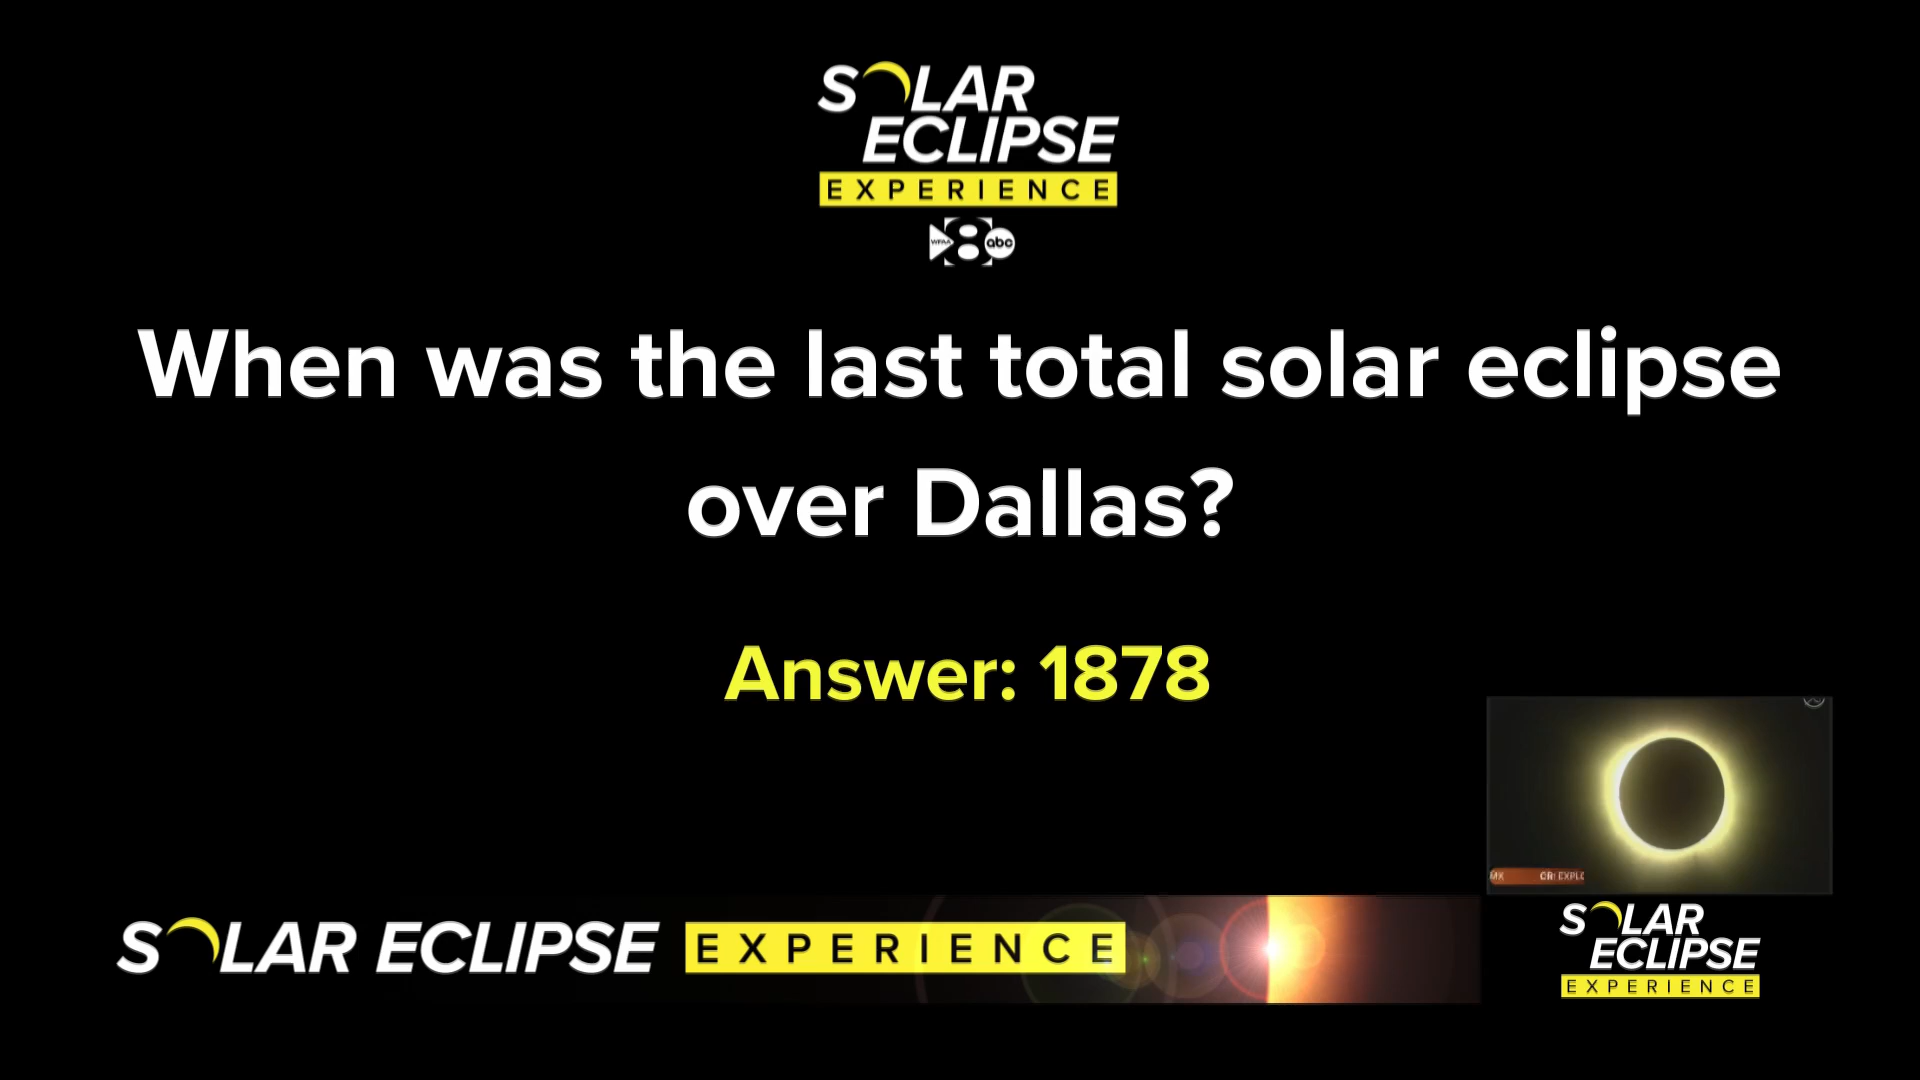 SOLAR
ECLIPSE
EXPERIENCE
WFAA 8 abc
When was the last total solar eclipse
over Dallas?
Answer: 1878
MX
SOLAR ECLIPSE EXPERIENCE
SOLAR
ECLIPSE
EXPERIENCE